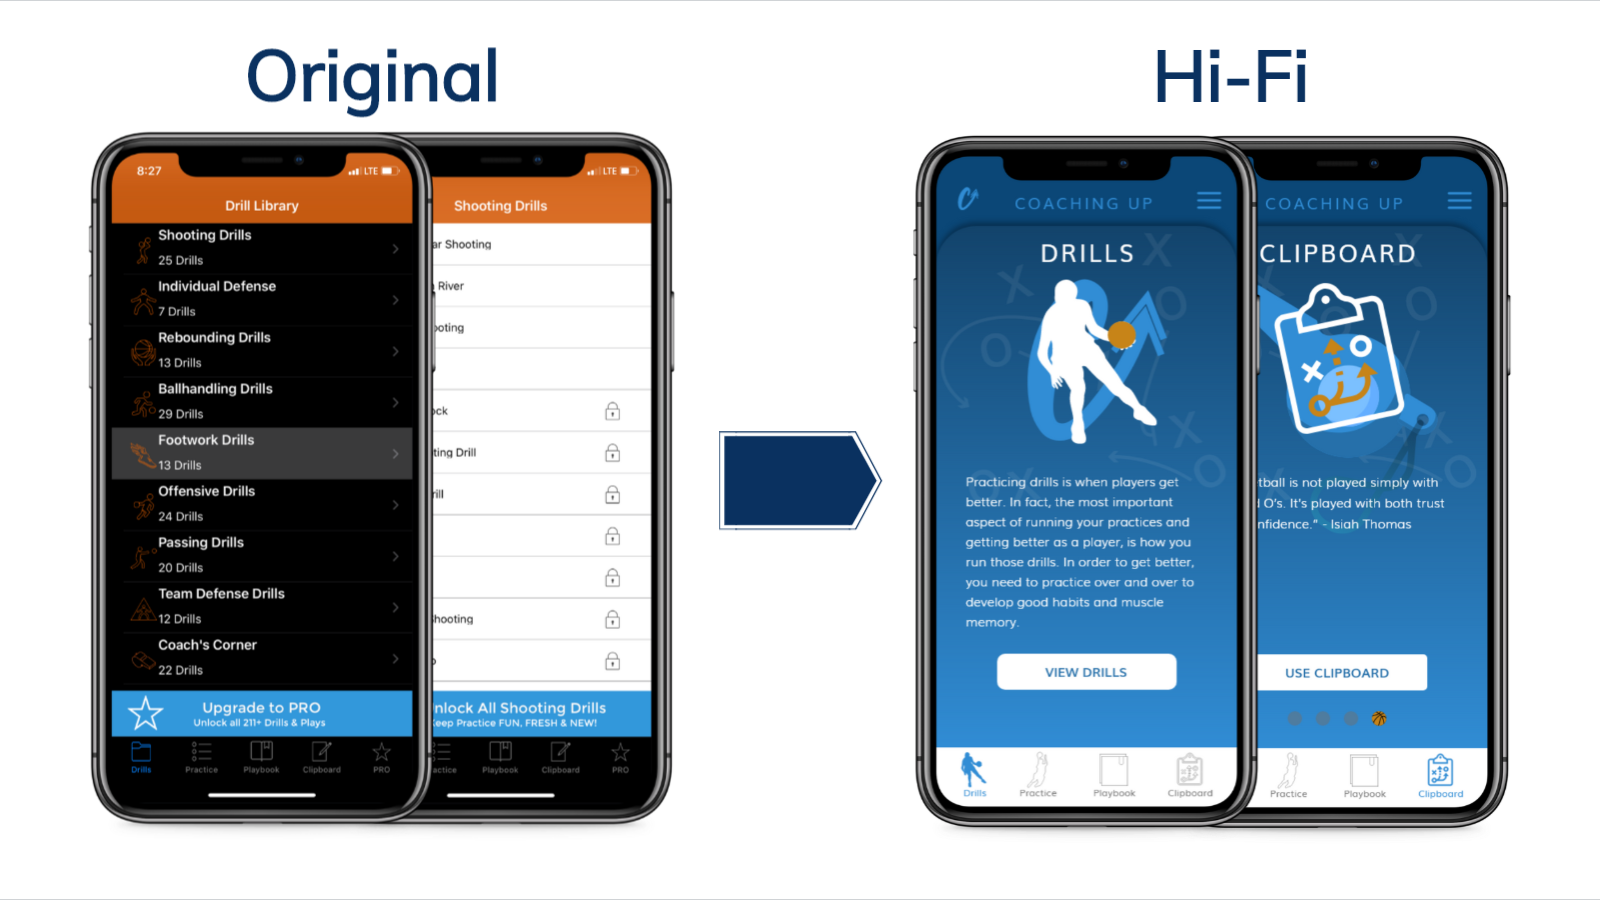 Original
Hi-Fi
8:27
LTE
Drill Library
Shooting Drills
25 Drills
Individual Defense
7 Drills
Rebounding Drills
13 Drills
Ballhandling Drills
29 Drills
Footwork Drills
13 Drills
Offensive Drills
24 Drills
Passing Drills
20 Drills
Team Defense Drills
12 Drills
Coach's Corner
22 Drills
Upgrade to PRO
Unlock all 211+ Drills & Plays
Drills
Practice
Playbook
Clipboard
PRO
LTE
Shooting Drills
ar Shooting
River
ooting
ock
ting Drill
rill
hooting
nlock All Shooting Drills
eep Practice FUN, FRESH & NEW!
actice
Playbook
Clipboard
PRO
COACHING UP
DRILLS
Practicing drills is when players get
better. In fact, the most important
aspect of running your practices and
getting better as a player, is how you
run those drills. In order to get better,
you need to practice over and over to
develop good habits and muscle
memory.
VIEW DRILLS
Drills
Practice
Playbook
Clipboard
COACHING UP
CLIPBOARD
tball is not played simply with
O's. It's played with both trust
nfidence." - Isiah Thomas
USE CLIPBOARD
Practice
Playbook
Clipboard